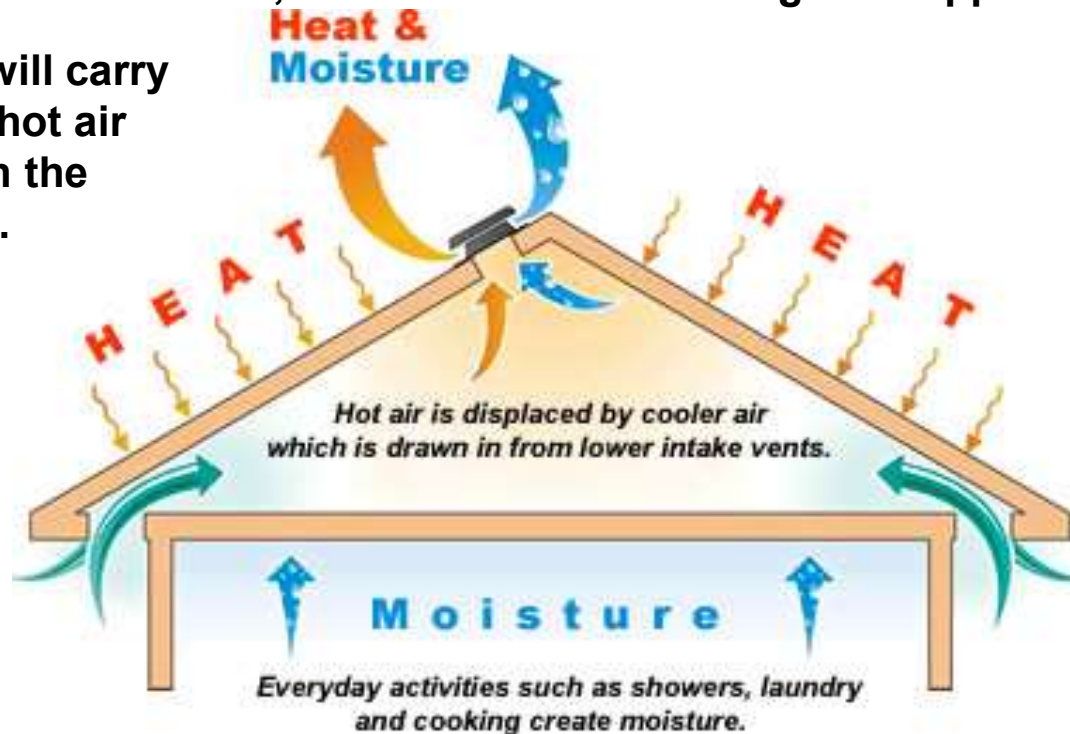 Heat &
Moisture
will carry
hot air
the
HEAT
HEAT
Hot air is displaced by cooler air
which is drawn in from lower intake vents.
Moisture
Everyday activities such as showers, laundry
and cooking create moisture.